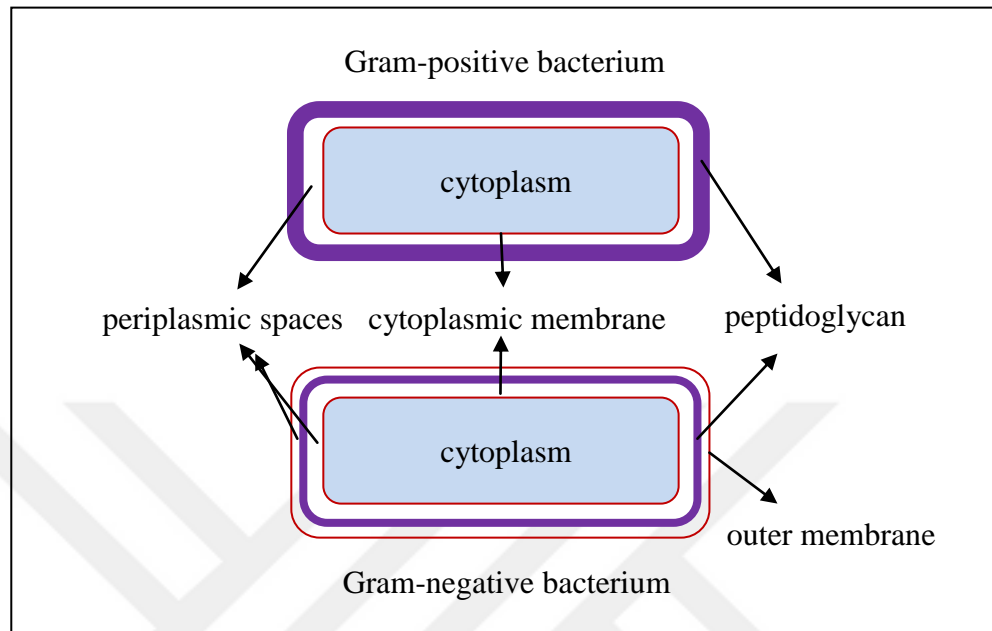 Gram-positive bacterium
cytoplasm
periplasmic spaces
cytoplasmic membrane
peptidoglycan
cytoplasm
outer membrane
Gram-negative bacterium